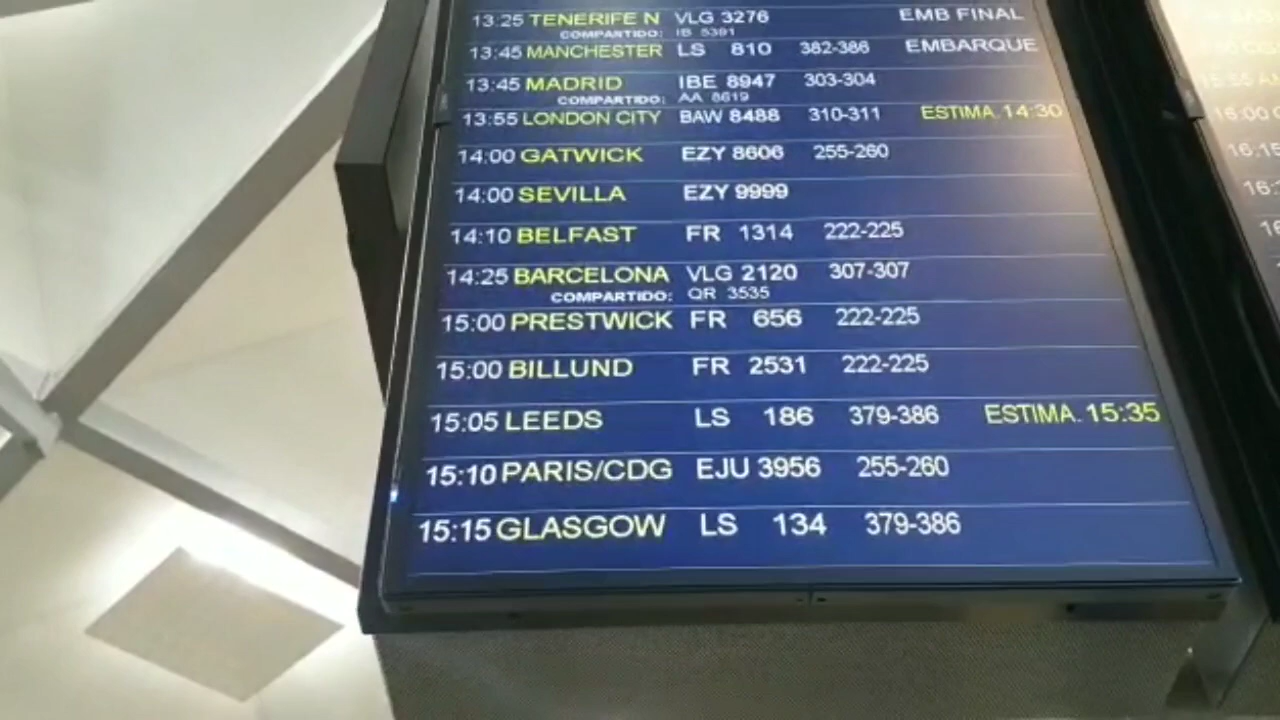 13:25 TENERIFE N VLG 3276 EMB FINAL
COMPARTIDO: IB 5391
13:45 MANCHESTER LS 810 382-386 EMBARQUE
13:45 MADRID IBE 8947 303-304
COMPARTIDO: AA 8619
13:55 LONDON CITY BAW 8488 310-311 ESTIMA. 14:30
14:00 GATWICK EZY 8606 255-260
14:00 SEVILLA EZY 9999
14:10 BELFAST FR 1314 222-225
14:25 BARCELONA VLG 2120 307-307
COMPARTIDO: QR 3535
15:00 PRESTWICK FR 656 222-225
15:00 BILLUND FR 2531 222-225
15:05 LEEDS LS 186 379-386 ESTIMA. 15:35
15:10 PARIS/CDG EJU 3956 255-260
15:15 GLASGOW LS 134 379-386
16:00
16:15